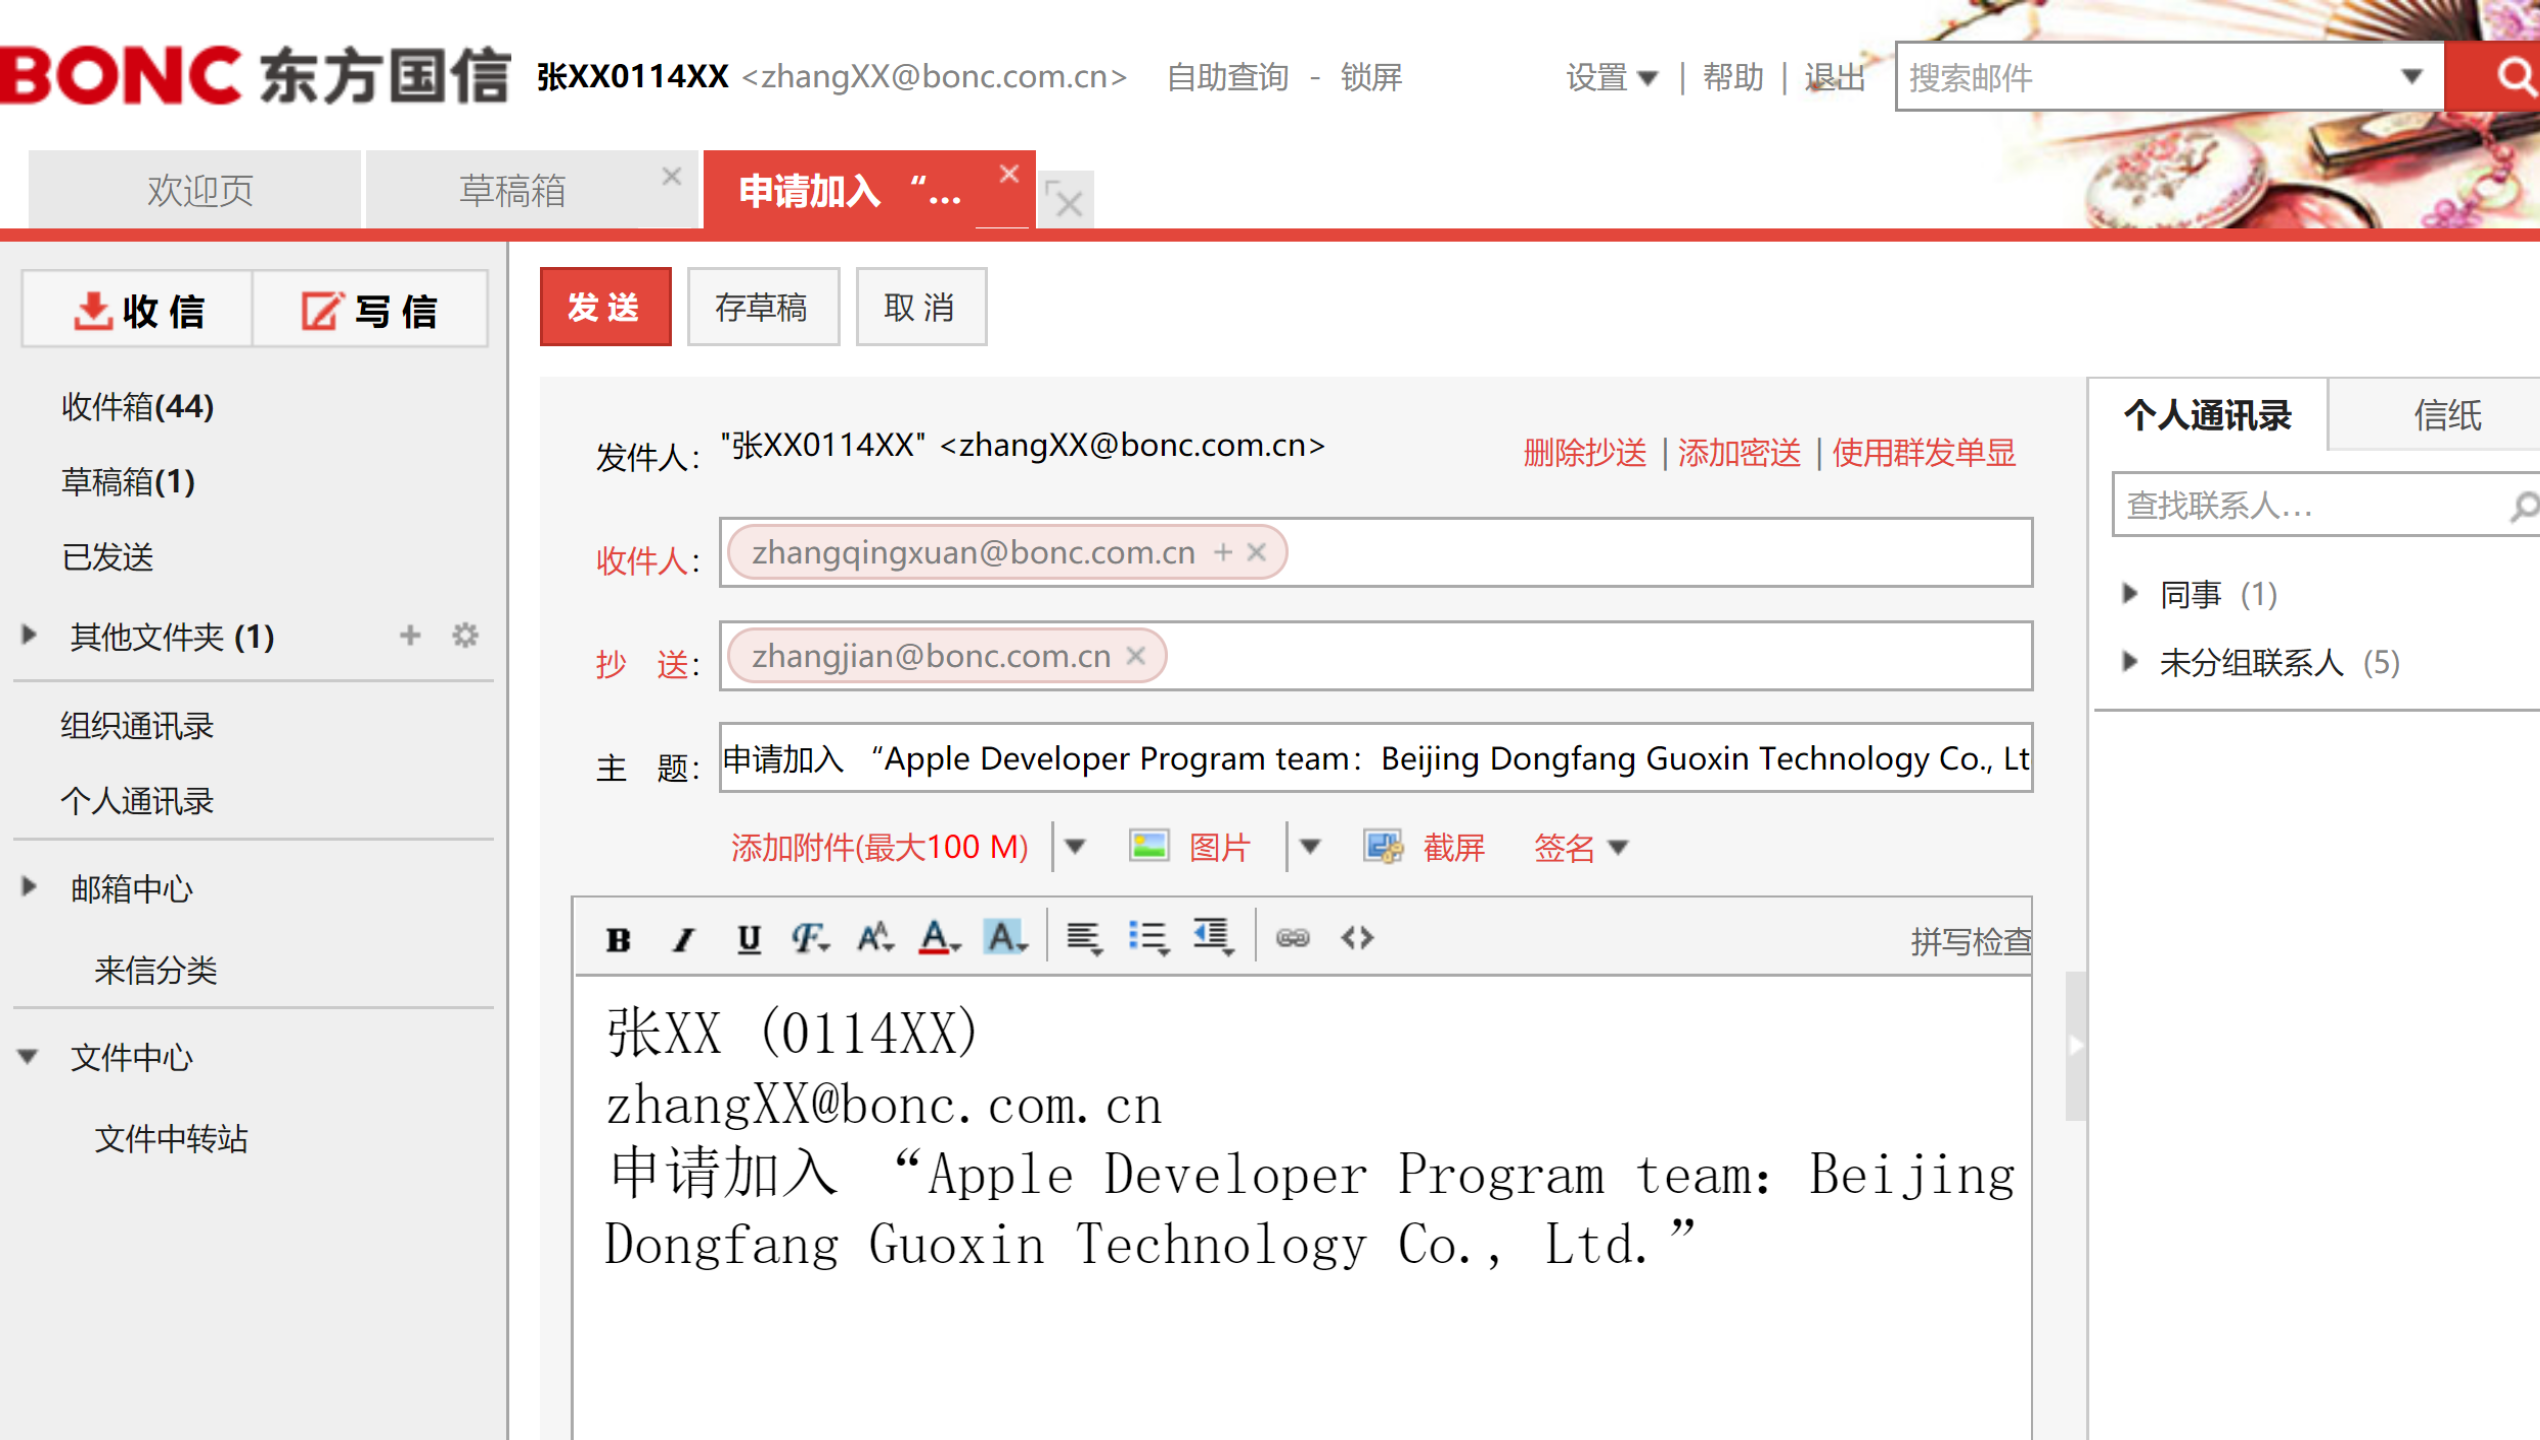 BONC 东方国信 张XX0114XX <zhangXX@bonc.com.cn> 自助查询 - 锁屏 设置 | 帮助 | 退出 搜索邮件
欢迎页 草稿箱 申请加入 “...
收 信 写 信
收件箱(44)
草稿箱(1)
已发送
其他文件夹 (1)
组织通讯录
个人通讯录
邮箱中心
来信分类
文件中心
文件中转站
发 送 存草稿 取 消
发件人： "张XX0114XX" <zhangXX@bonc.com.cn> 删除抄送 | 添加密送 | 使用群发单显
收件人： zhangqingxuan@bonc.com.cn
抄 送： zhangjian@bonc.com.cn
主 题： 申请加入 “Apple Developer Program team：Beijing Dongfang Guoxin Technology Co., Lt
添加附件(最大100 M) 图片 截屏 签名
B I U F A A A 拼写检查
张XX (0114XX)
zhangXX@bonc.com.cn
申请加入 “Apple Developer Program team：Beijing
Dongfang Guoxin Technology Co., Ltd.”
个人通讯录 信纸
查找联系人...
同事 (1)
未分组联系人 (5)